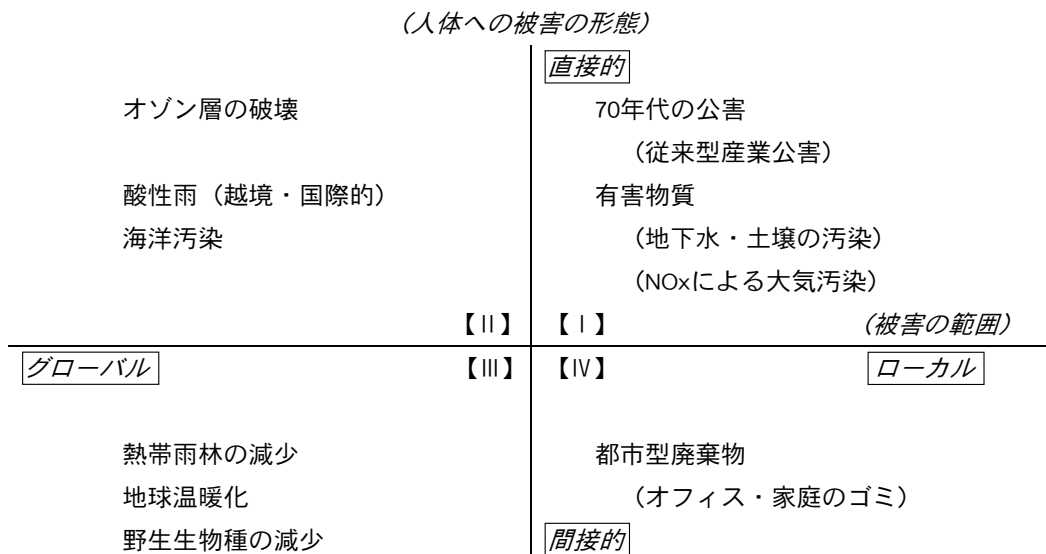 （人体への被害の形態）
直接的
オゾン層の破壊
70年代の公害
（従来型産業公害）
酸性雨（越境・国際的）
有害物質
海洋汚染
（地下水・土壌の汚染）
（NOxによる大気汚染）
【II】
【I】
（被害の範囲）
グローバル
【III】
【IV】
ローカル
熱帯雨林の減少
都市型廃棄物
地球温暖化
（オフィス・家庭のゴミ）
野生生物種の減少
間接的